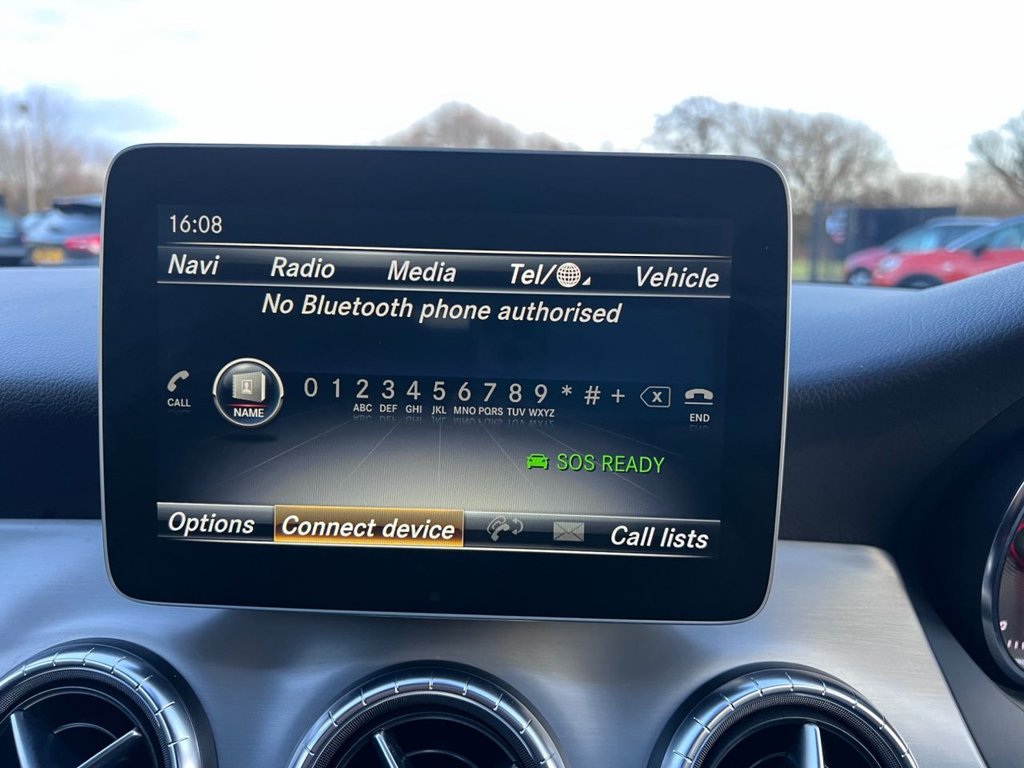 16:08
Navi Radio Media Tel/ Vehicle
No Bluetooth phone authorised
CALL NAME 0 1 2 3 4 5 6 7 8 9 * # + X END
ABC DEF GHI JKL MNO PQRS TUV WXYZ
SOS READY
Options Connect device Call lists